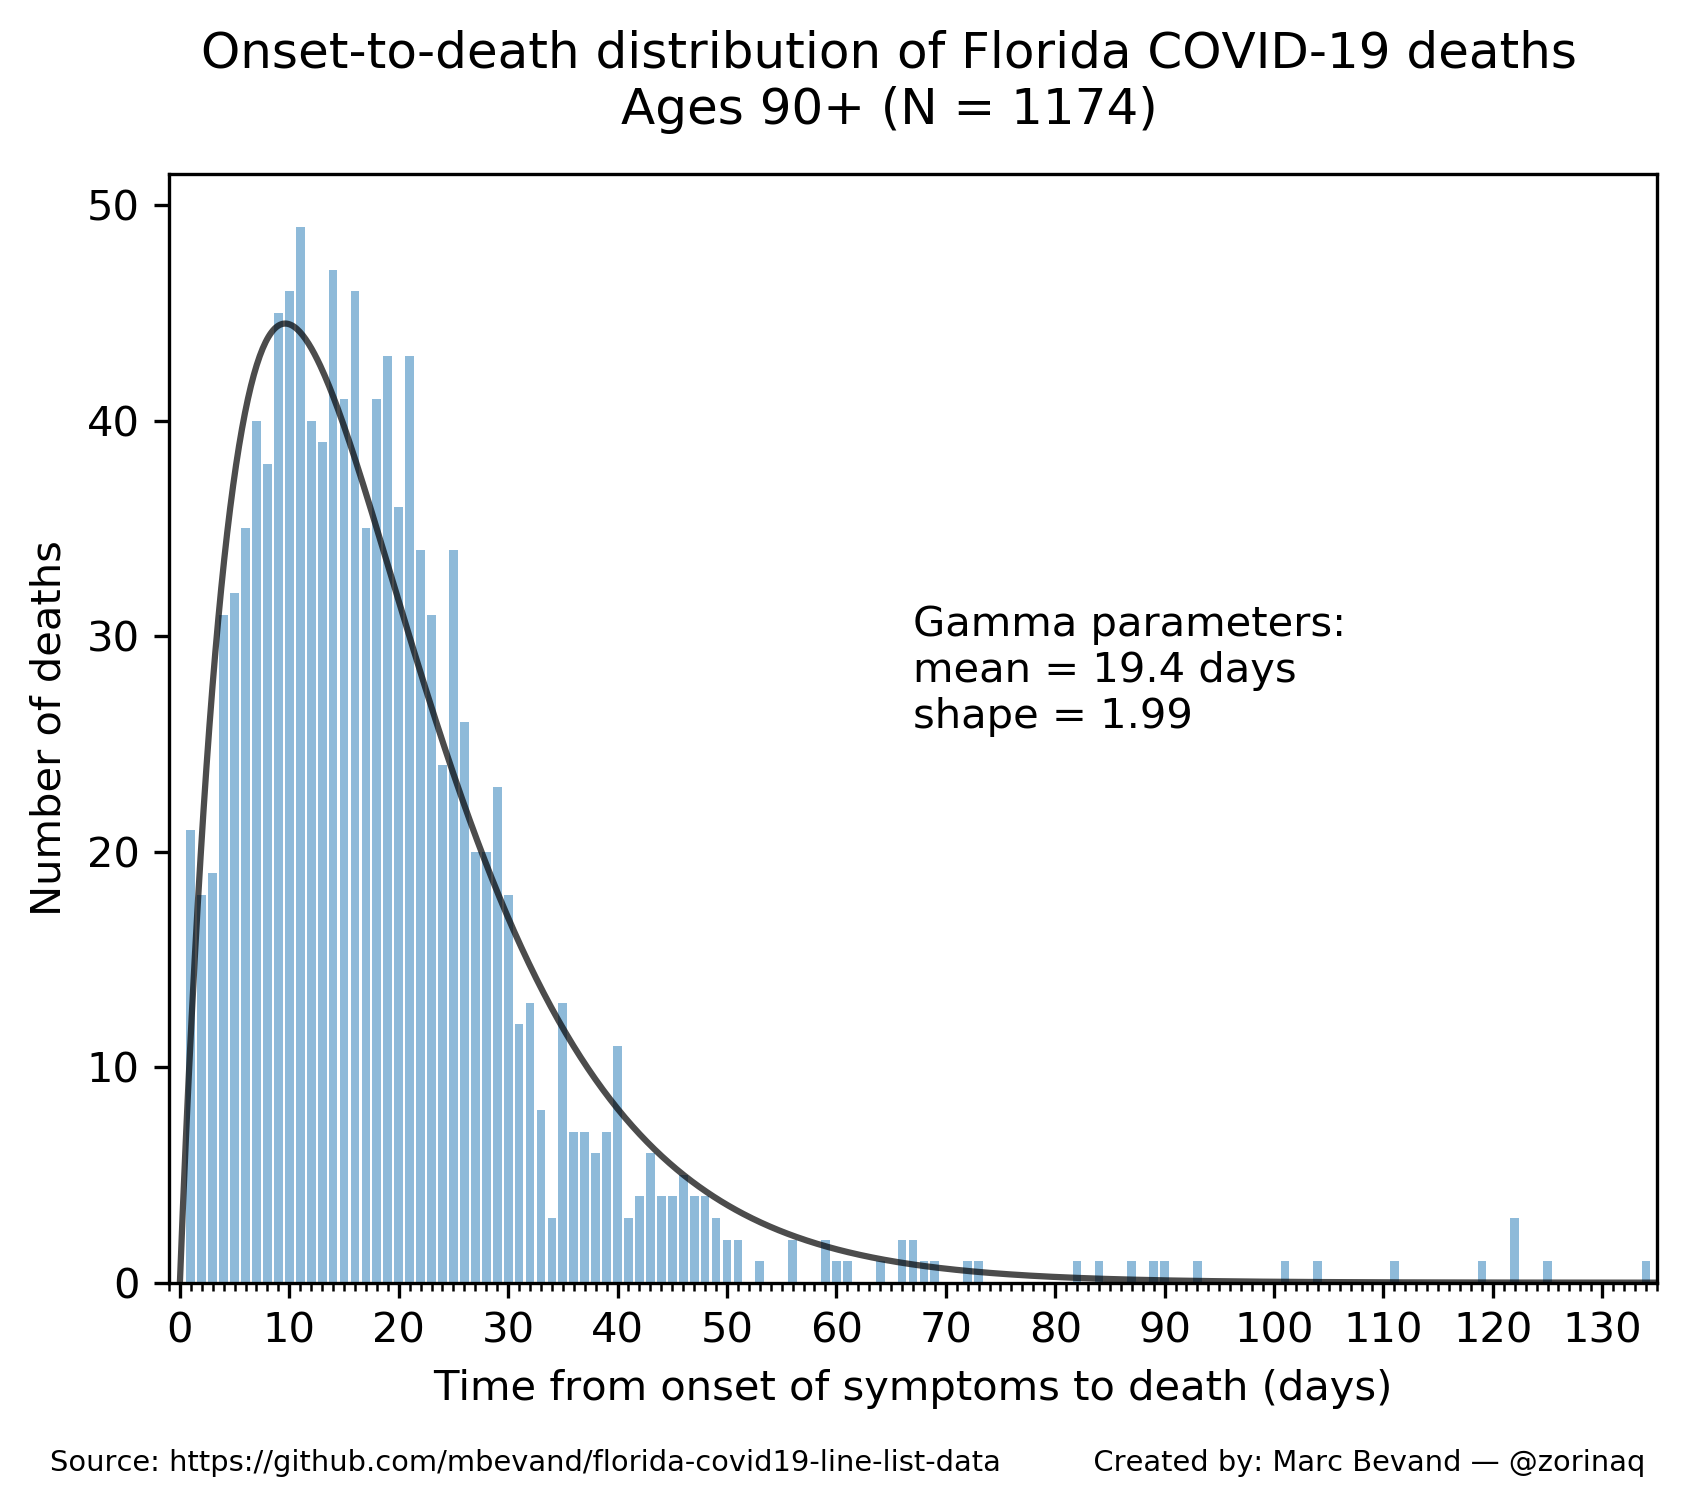 Onset-to-death distribution of Florida COVID-19 deaths
Ages 90+ (N = 1174)
50
40
30
20
10
0
Number of deaths
Gamma parameters:
mean = 19.4 days
shape = 1.99
0 10 20 30 40 50 60 70 80 90 100 110 120 130
Time from onset of symptoms to death (days)
Source: https://github.com/mbevand/florida-covid19-line-list-data Created by: Marc Bevand — @zorinaq